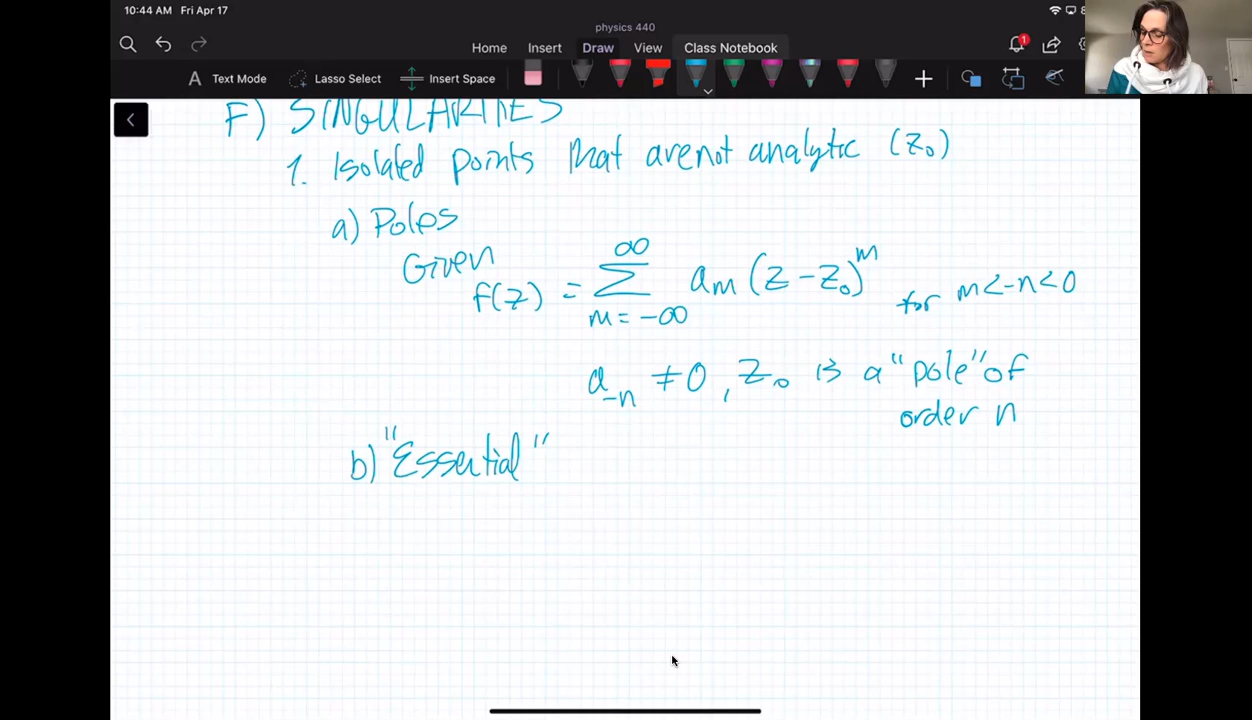 10:44 AM Fri Apr 17
physics 440
Home Insert Draw View Class Notebook
1
A Text Mode Lasso Select Insert Space
F) SINGULARITIES
1. Isolated points that are not analytic (z₀)
a) Poles
Given
f(z) = ∑_{m=-∞}^{∞} a_m (z - z₀)^m for m < -n < 0
a_{-n} ≠ 0, z₀ is a "pole" of
order n
b) "Essential"